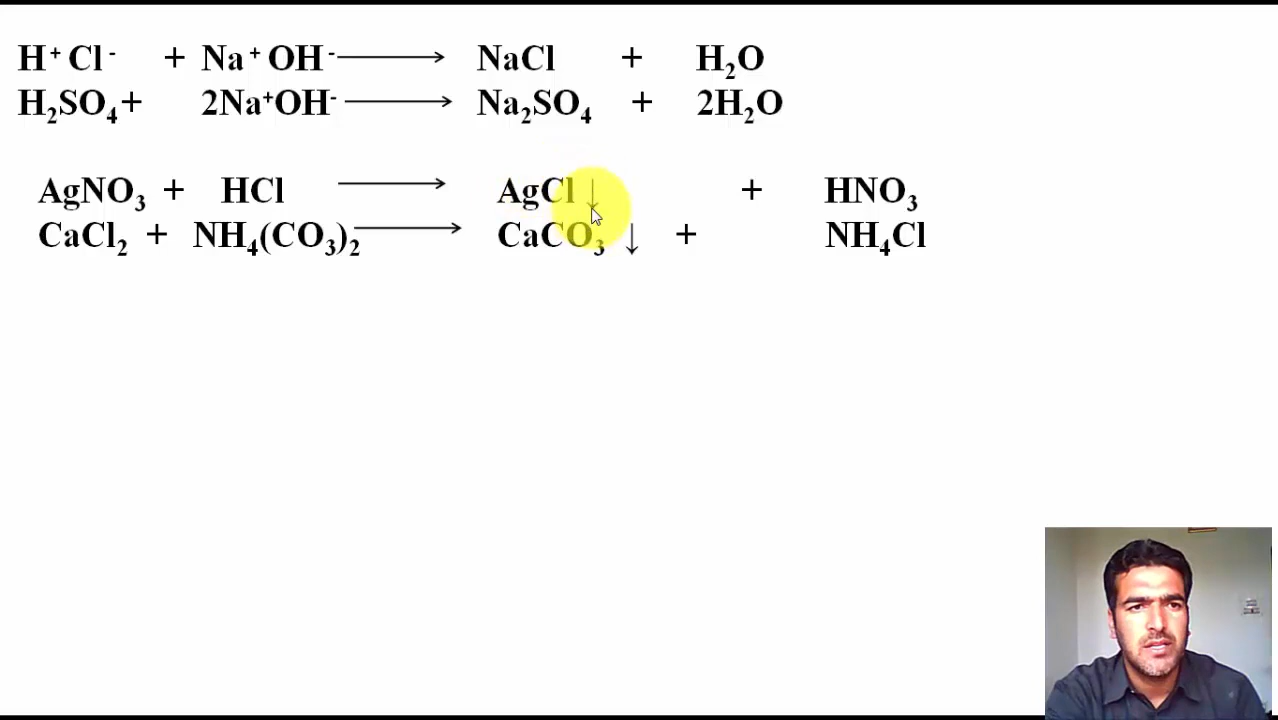 H⁺Cl⁻ + Na⁺OH⁻ ⟶ NaCl + H₂O
H₂SO₄ + 2Na⁺OH⁻ ⟶ Na₂SO₄ + 2H₂O
AgNO₃ + HCl ⟶ AgCl ↓ + HNO₃
CaCl₂ + NH₄(CO₃)₂ ⟶ CaCO₃ ↓ + NH₄Cl